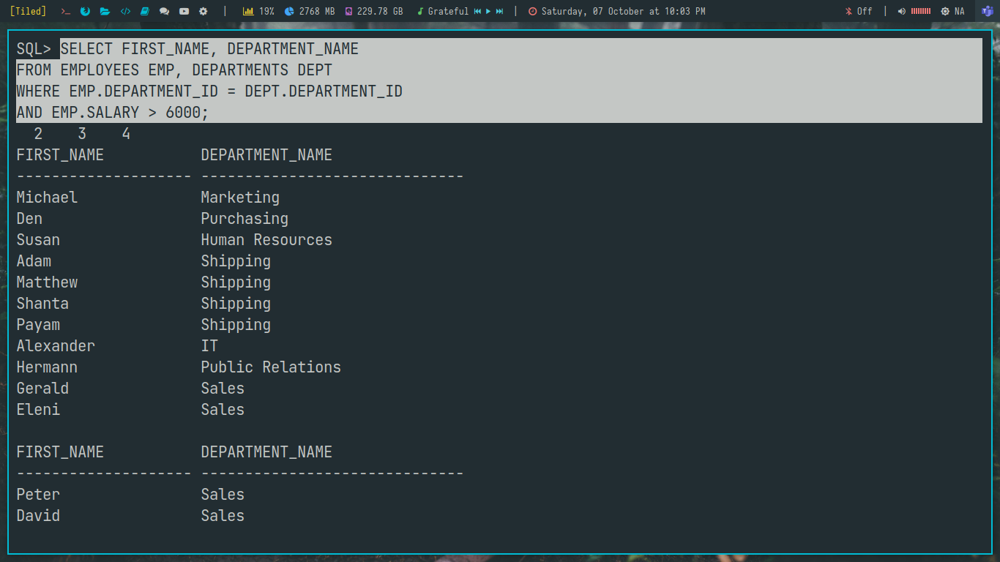 [Tiled] | 19% 2768 MB 229.78 GB Grateful | Saturday, 07 October at 10:03 PM Off | NA
SQL> SELECT FIRST_NAME, DEPARTMENT_NAME
FROM EMPLOYEES EMP, DEPARTMENTS DEPT
WHERE EMP.DEPARTMENT_ID = DEPT.DEPARTMENT_ID
AND EMP.SALARY > 6000;
  2    3    4
FIRST_NAME           DEPARTMENT_NAME
-------------------- ------------------------------
Michael              Marketing
Den                  Purchasing
Susan                Human Resources
Adam                 Shipping
Matthew              Shipping
Shanta               Shipping
Payam                Shipping
Alexander            IT
Hermann              Public Relations
Gerald               Sales
Eleni                Sales
FIRST_NAME           DEPARTMENT_NAME
-------------------- ------------------------------
Peter                Sales
David                Sales